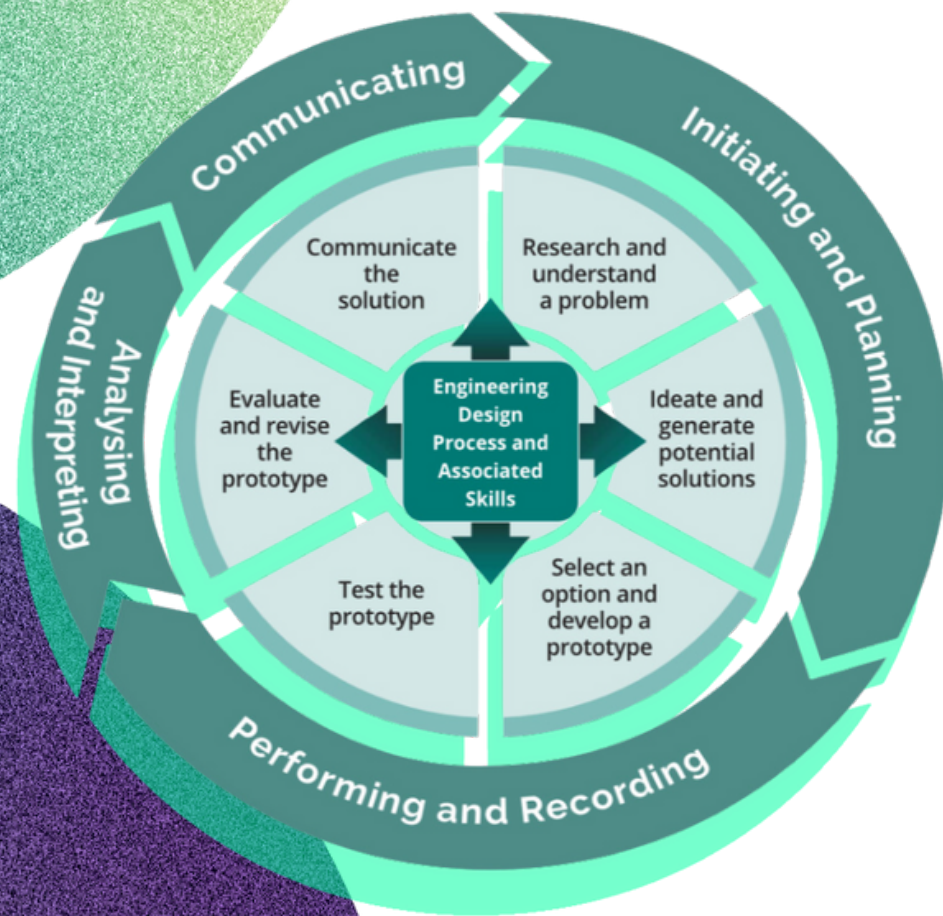 Communicating
Initiating and Planning
Communicate
the
solution
Research and
understand
a problem
Analysing
and Interpreting
Evaluate
and revise
the
prototype
Engineering
Design
Process and
Associated
Skills
Ideate and
generate
potential
solutions
Test the
prototype
Select an
option and
develop a
prototype
Performing and Recording